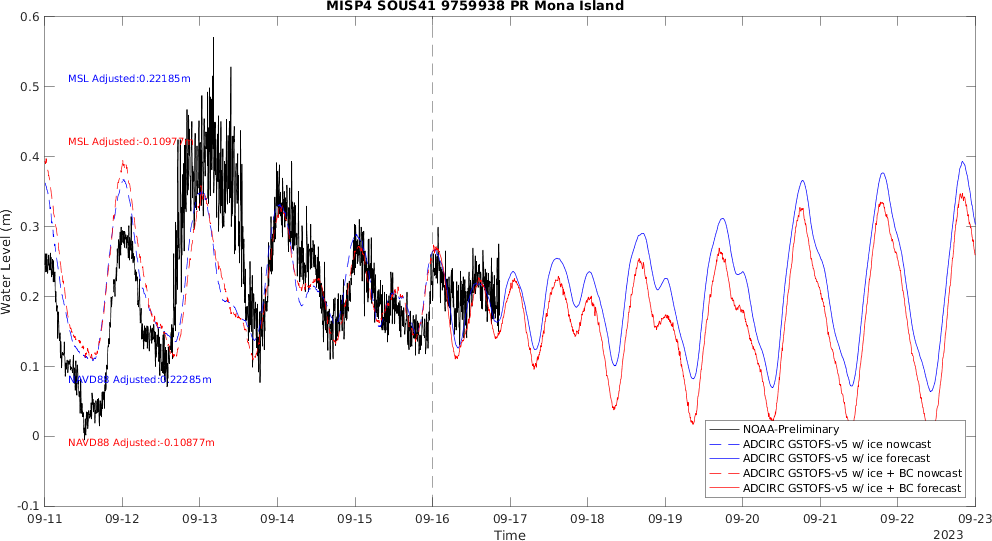 MISP4 SOUS41 9759938 PR Mona Island
0.6
0.5
0.4
0.3
0.2
0.1
0
-0.1
Water Level (m)
MSL Adjusted:0.22185m
MSL Adjusted:-0.10977m
NAVD88 Adjusted:0.22285m
NAVD88 Adjusted:-0.10877m
NOAA-Preliminary
ADCIRC GSTOFS-v5 w/ ice nowcast
ADCIRC GSTOFS-v5 w/ ice forecast
ADCIRC GSTOFS-v5 w/ ice + BC nowcast
ADCIRC GSTOFS-v5 w/ ice + BC forecast
09-11 09-12 09-13 09-14 09-15 09-16 09-17 09-18 09-19 09-20 09-21 09-22 09-23
Time
2023